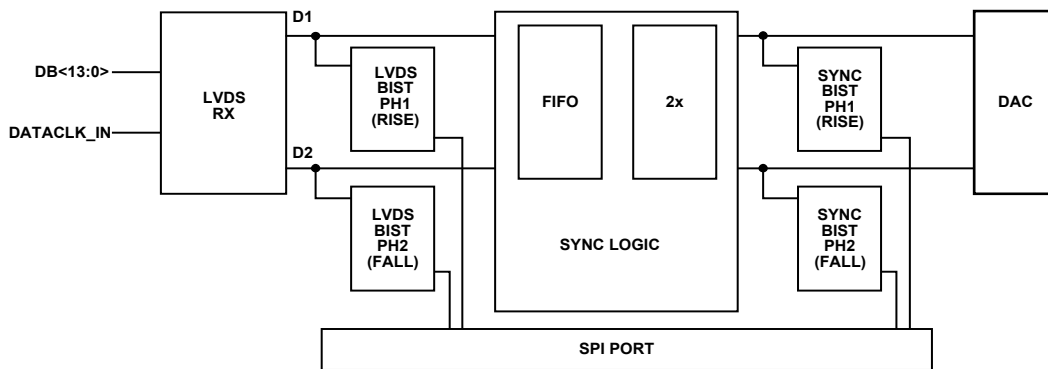 D1
DB<13:0>
DATACLK_IN
LVDS
RX
LVDS
BIST
PH1
(RISE)
D2
LVDS
BIST
PH2
(FALL)
FIFO
2x
SYNC LOGIC
SYNC
BIST
PH1
(RISE)
SYNC
BIST
PH2
(FALL)
DAC
SPI PORT